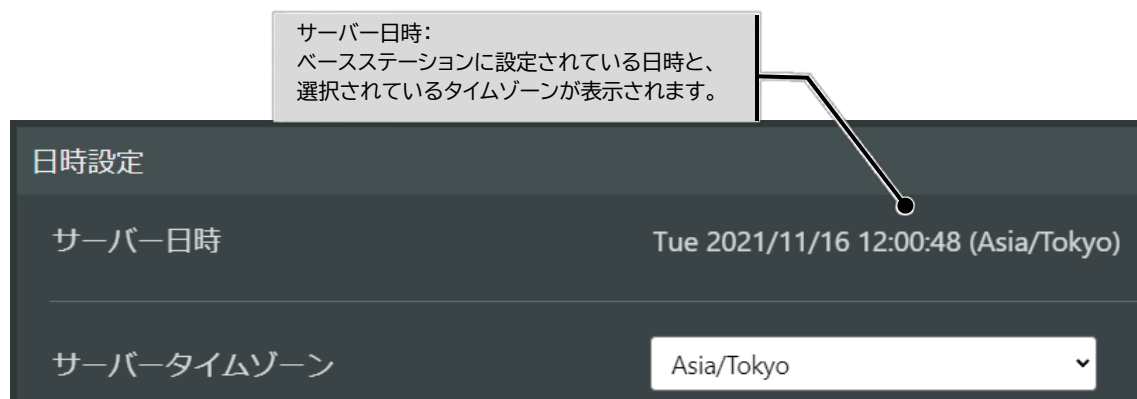 サーバー日時:
ベースステーションに設定されている日時と、
選択されているタイムゾーンが表示されます。
日時設定
サーバー日時
Tue 2021/11/16 12:00:48 (Asia/Tokyo)
サーバータイムゾーン
Asia/Tokyo